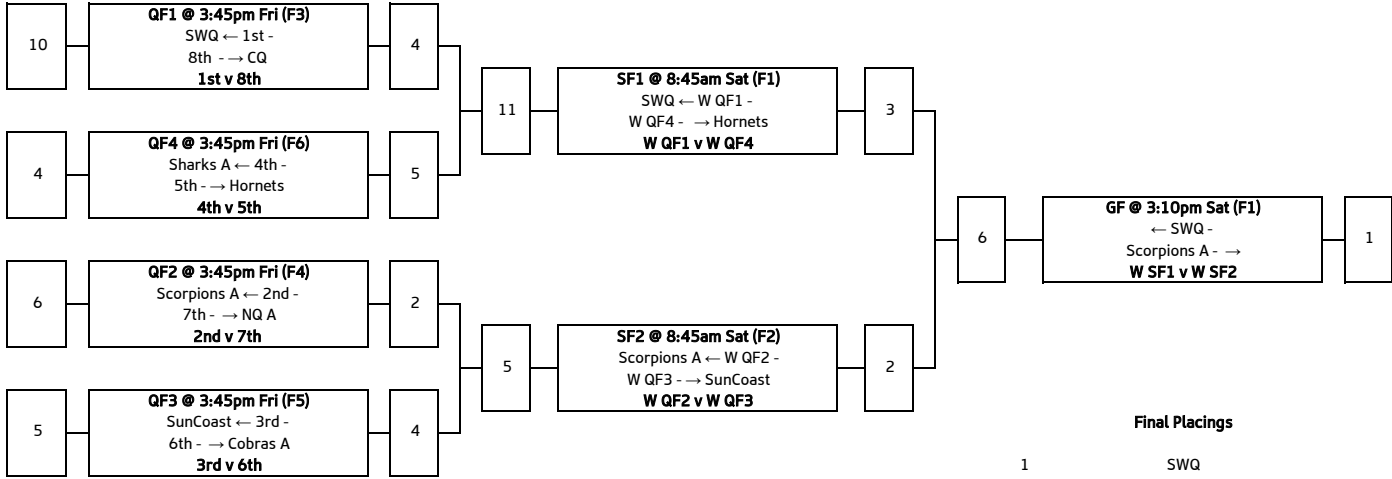 10
QF1 @ 3:45pm Fri (F3)
SWQ ← 1st -
8th - → CQ
1st v 8th
4
4
QF4 @ 3:45pm Fri (F6)
Sharks A ← 4th -
5th - → Hornets
4th v 5th
5
11
SF1 @ 8:45am Sat (F1)
SWQ ← W QF1 -
W QF4 - → Hornets
W QF1 v W QF4
3
6
QF2 @ 3:45pm Fri (F4)
Scorpions A ← 2nd -
7th - → NQ A
2nd v 7th
2
5
QF3 @ 3:45pm Fri (F5)
SunCoast ← 3rd -
6th - → Cobras A
3rd v 6th
4
5
SF2 @ 8:45am Sat (F2)
Scorpions A ← W QF2 -
W QF3 - → SunCoast
W QF2 v W QF3
2
6
GF @ 3:10pm Sat (F1)
← SWQ -
Scorpions A - →
W SF1 v W SF2
1
Final Placings
1 SWQ